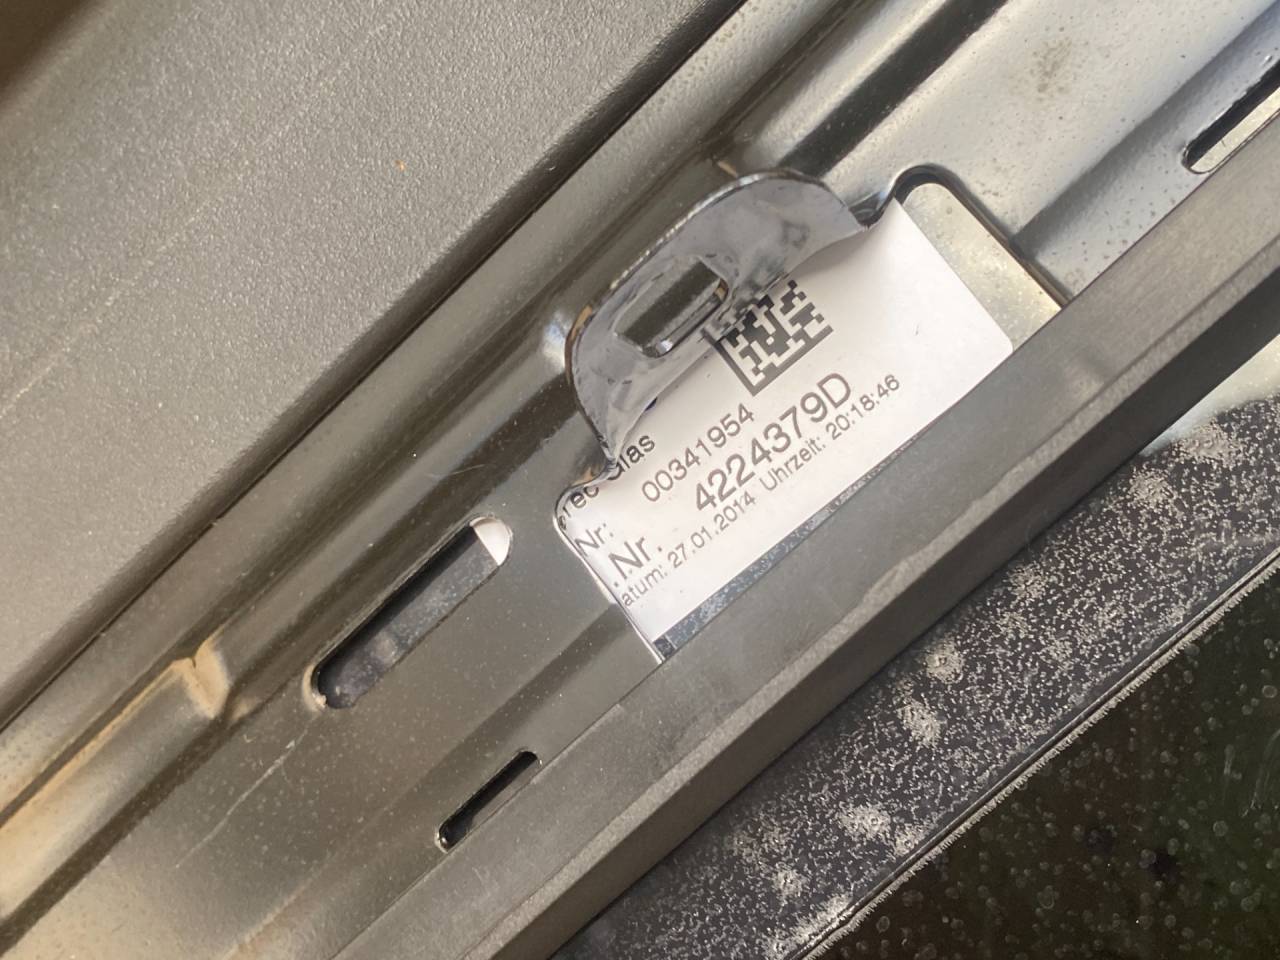 00341954
Nr:
4224379D
.Nr.
atum: 27.01.2014 Uhrzeit: 20:18:46